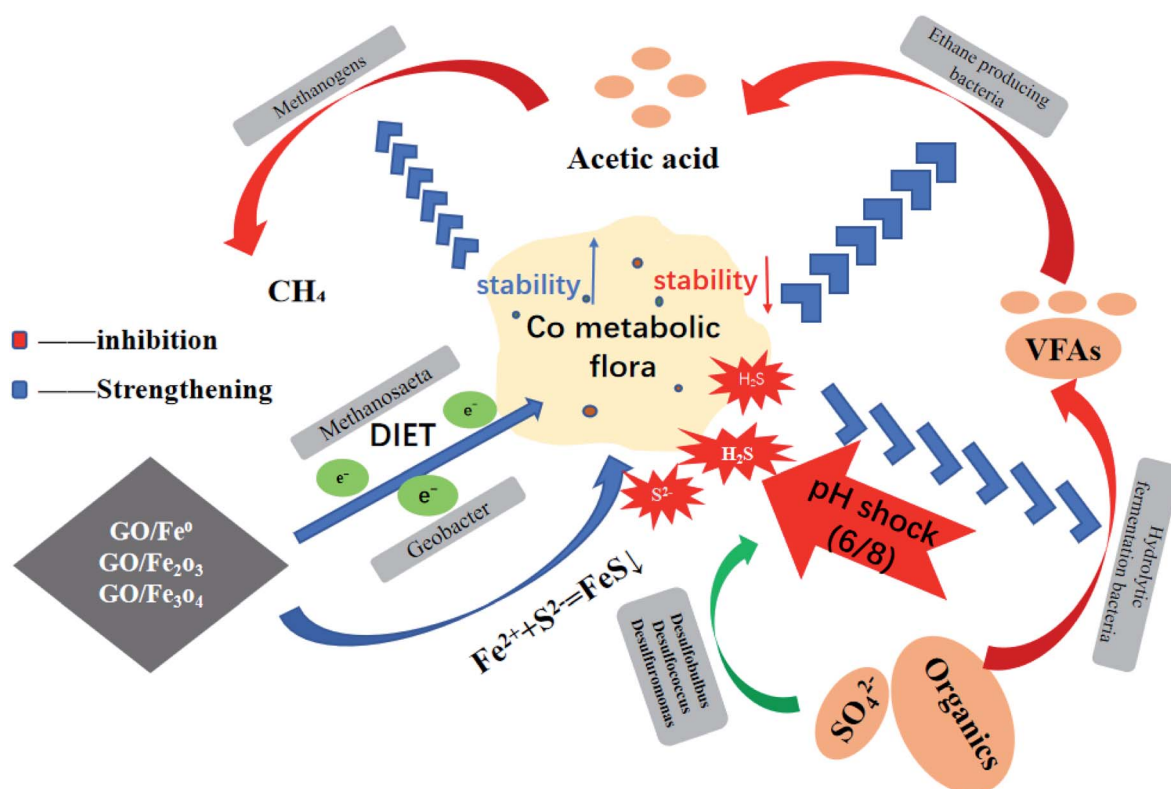 Methanogens
Ethane producing
bacteria
Acetic acid
stability
stability
CH₄
Co metabolic
flora
——inhibition
——Strengthening
VFAs
H₂S
H₂S
S²⁻
Methanosaeta
DIET
e⁻
e⁻
e⁻
Geobacter
pH shock
(6/8)
GO/Fe⁰
GO/Fe₂o₃
GO/Fe₃o₄
Fe²⁺+S²⁻=FeS↓
Hydrolytic
fermentation bacteria
Desulfobulbus
Desulfococcus
Desulfuromonas
SO₄²⁻
Organics